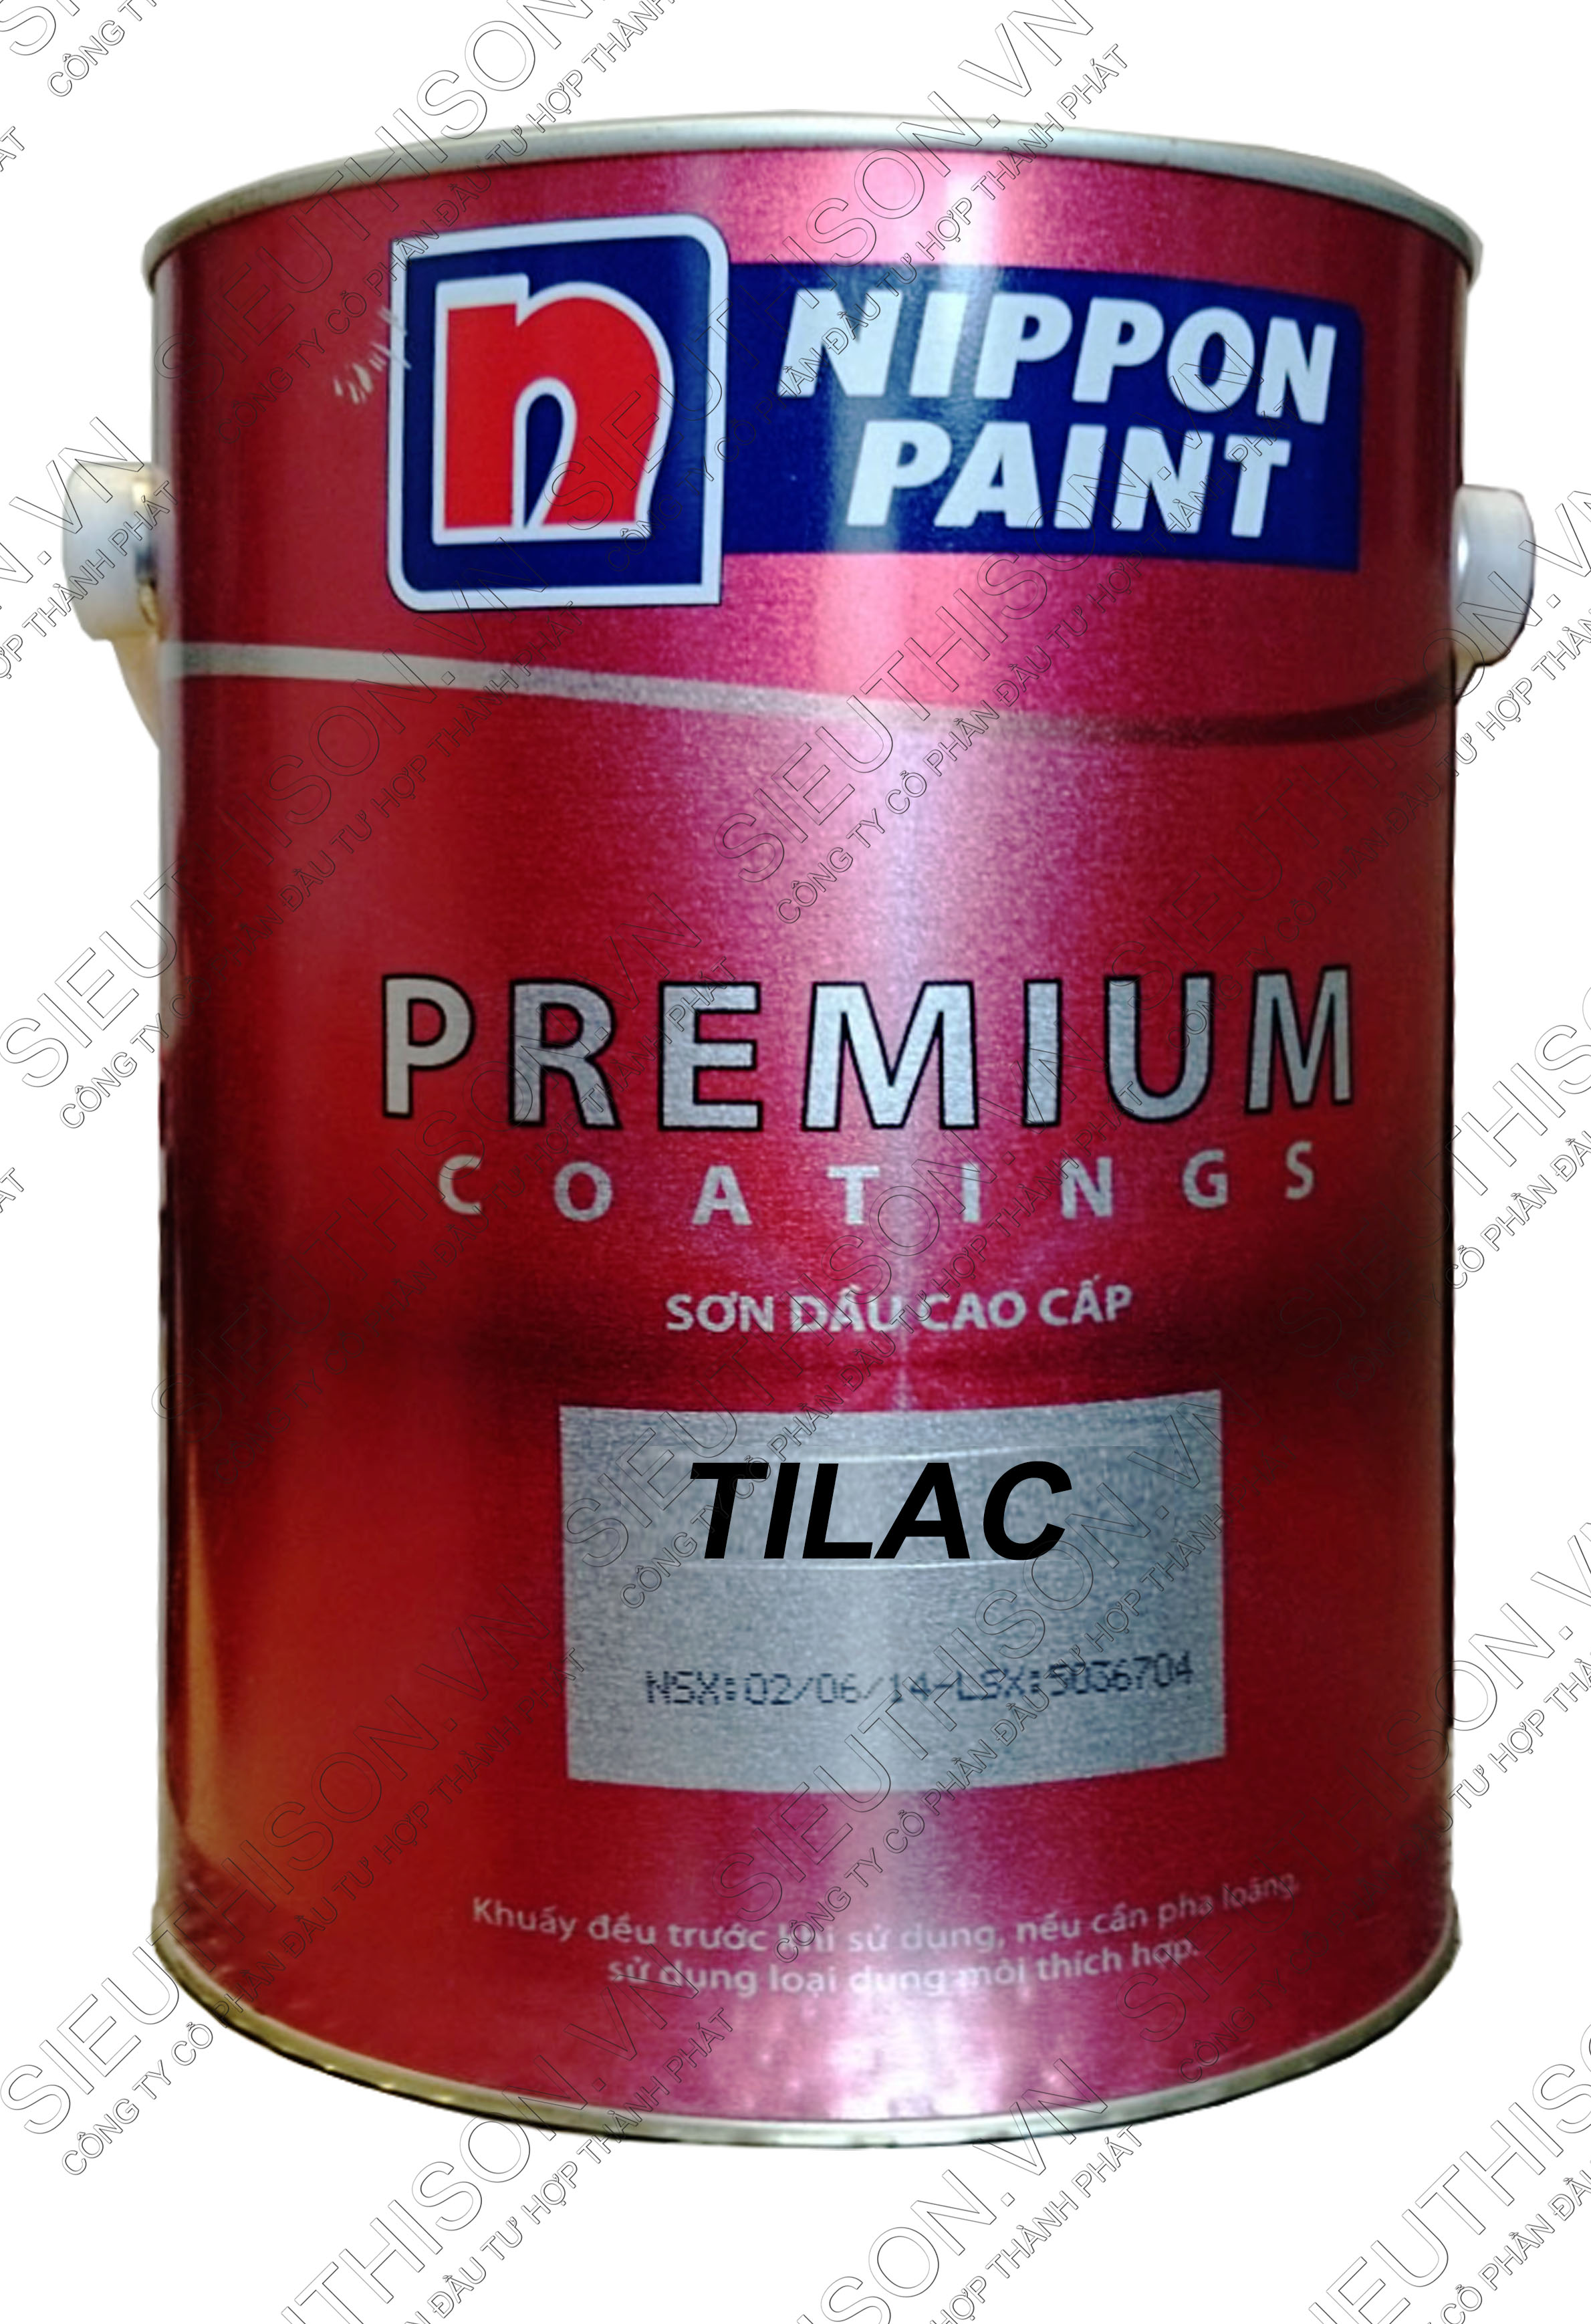 n
NIPPON
PAINT
PREMIUM
COATINGS
SƠN DẦU CAO CẤP
TILAC
NSX:02/06/14-LSX:5036704
Khuấy đều trước khi sử dụng, nếu cần pha loãng,
sử dụng loại dung môi thích hợp.
SIEUTHISON.VN
CÔNG TY CỔ PHẦN ĐẦU TƯ HỢP THÀNH PHÁT